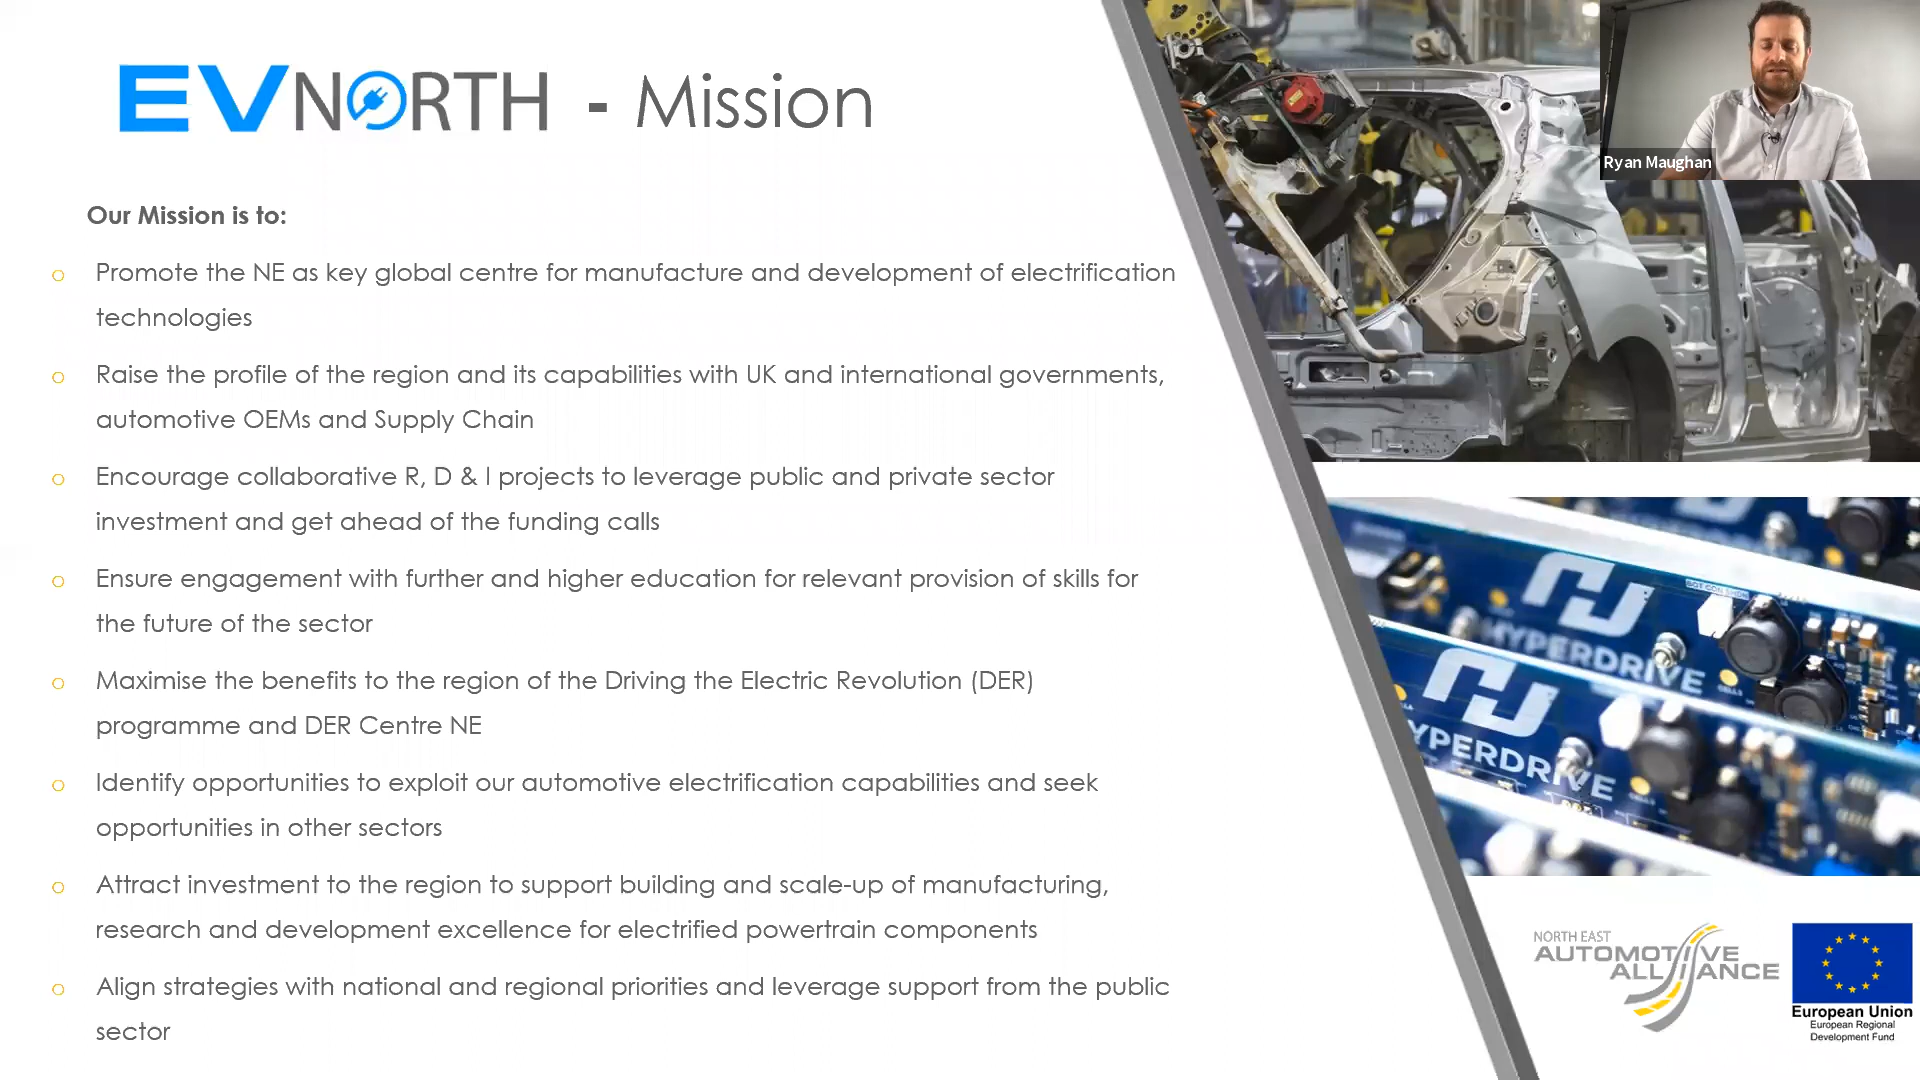 EVNORTH - Mission
Ryan Maughan
Our Mission is to:
Promote the NE as key global centre for manufacture and development of electrification
technologies
Raise the profile of the region and its capabilities with UK and international governments,
automotive OEMs and Supply Chain
Encourage collaborative R, D & I projects to leverage public and private sector
investment and get ahead of the funding calls
Ensure engagement with further and higher education for relevant provision of skills for
the future of the sector
Maximise the benefits to the region of the Driving the Electric Revolution (DER)
programme and DER Centre NE
Identify opportunities to exploit our automotive electrification capabilities and seek
opportunities in other sectors
Attract investment to the region to support building and scale-up of manufacturing,
research and development excellence for electrified powertrain components
Align strategies with national and regional priorities and leverage support from the public
sector
HYPERDRIVE
HYPERDRIVE
NORTH EAST
AUTOMOTIVE
ALLIANCE
European Union
European Regional
Development Fund